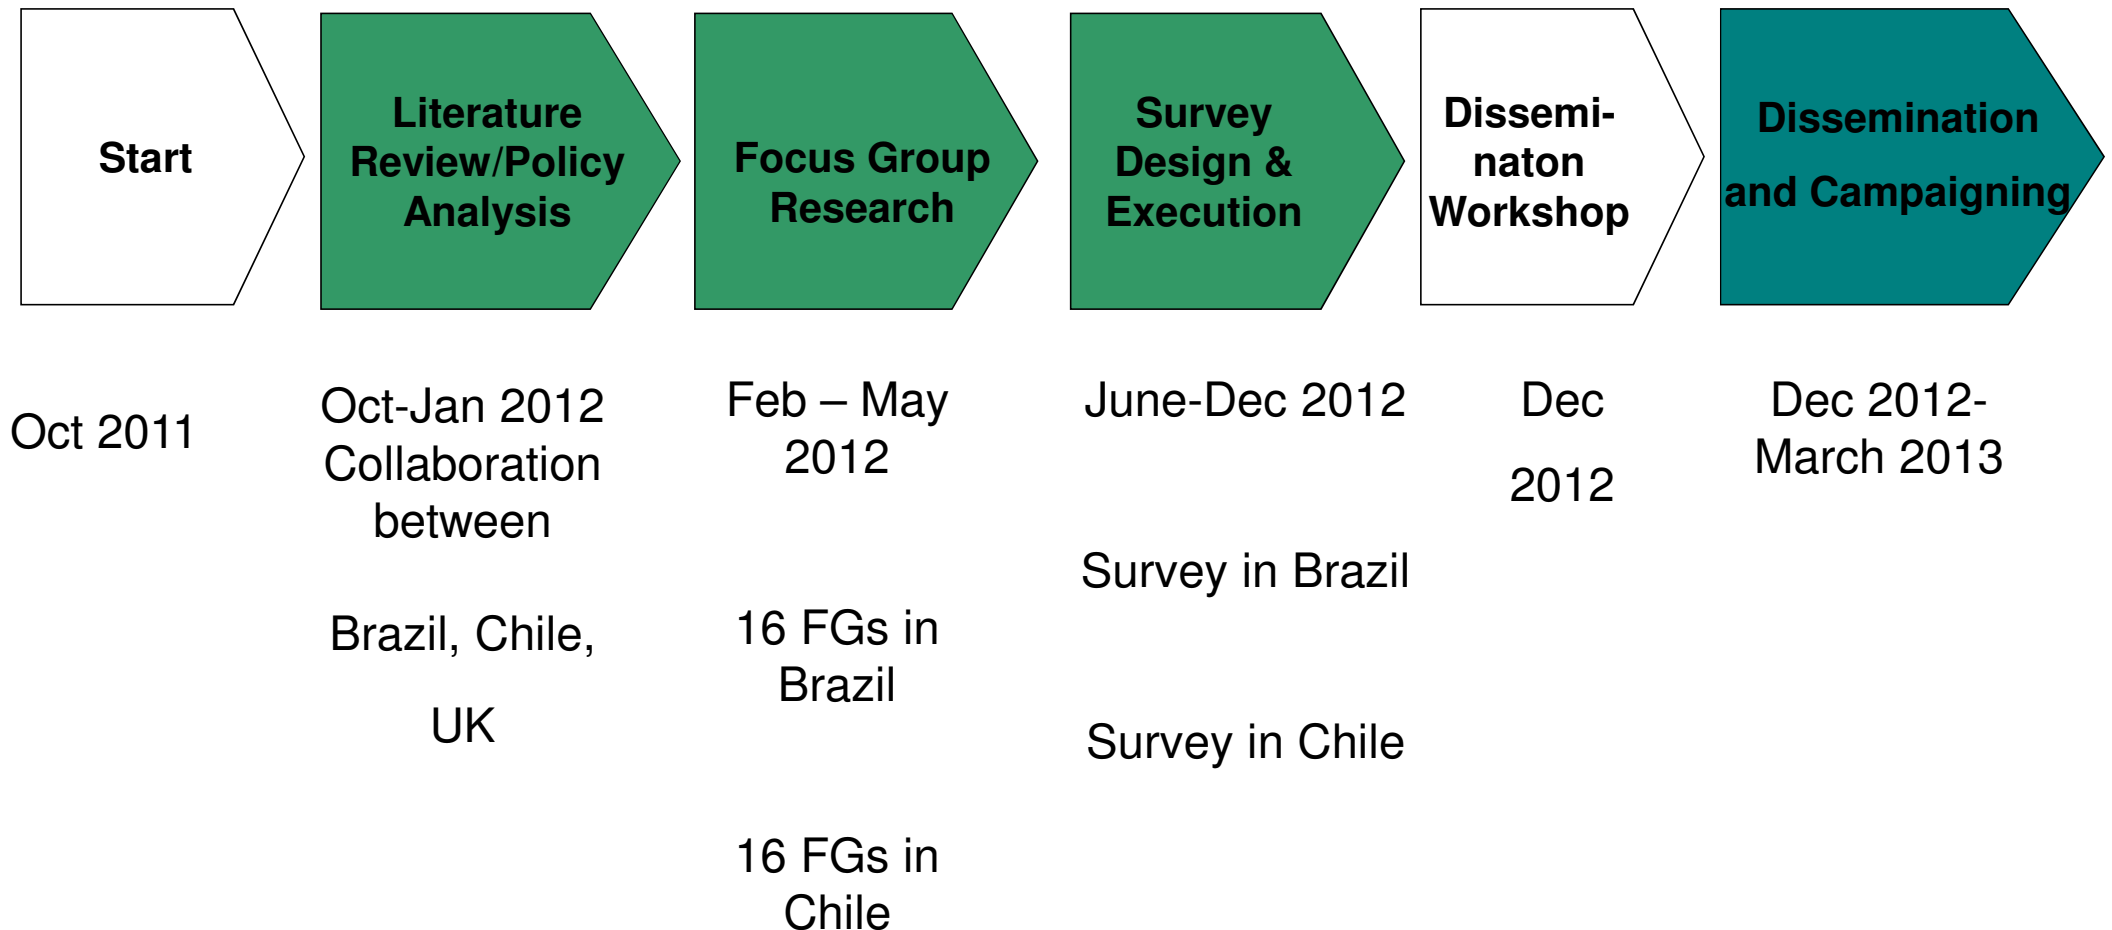 Start
Literature
Review/Policy
Analysis
Focus Group
Research
Survey
Design &
Execution
Dissemi-
naton
Workshop
Dissemination
and Campaigning
Oct 2011
Oct-Jan 2012
Collaboration
between
Brazil, Chile,
UK
Feb – May
2012
16 FGs in
Brazil
16 FGs in
Chile
June-Dec 2012
Survey in Brazil
Survey in Chile
Dec
2012
Dec 2012-
March 2013